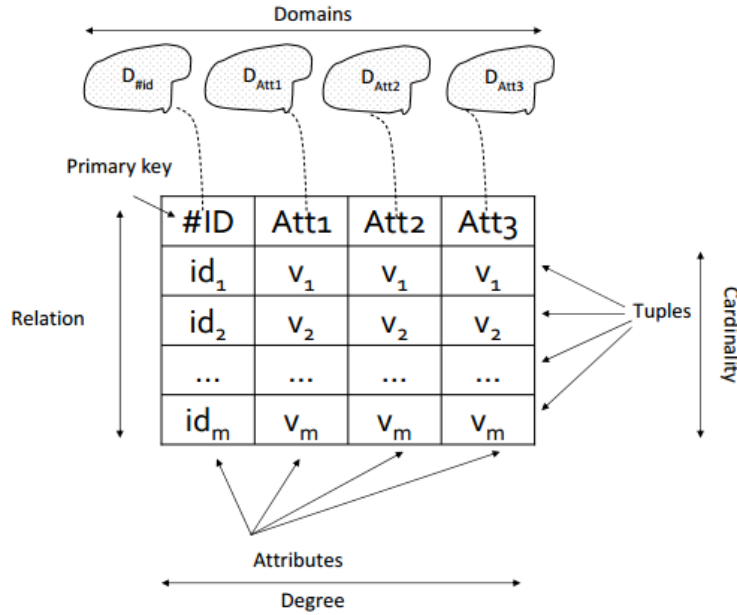 Domains
D#id DAtt1 DAtt2 DAtt3
Primary key
#ID Att1 Att2 Att3
id1 v1 v1 v1
Relation
id2 v2 v2 v2
Tuples
Cardinality
... ... ... ...
idm vm vm vm
Attributes
Degree